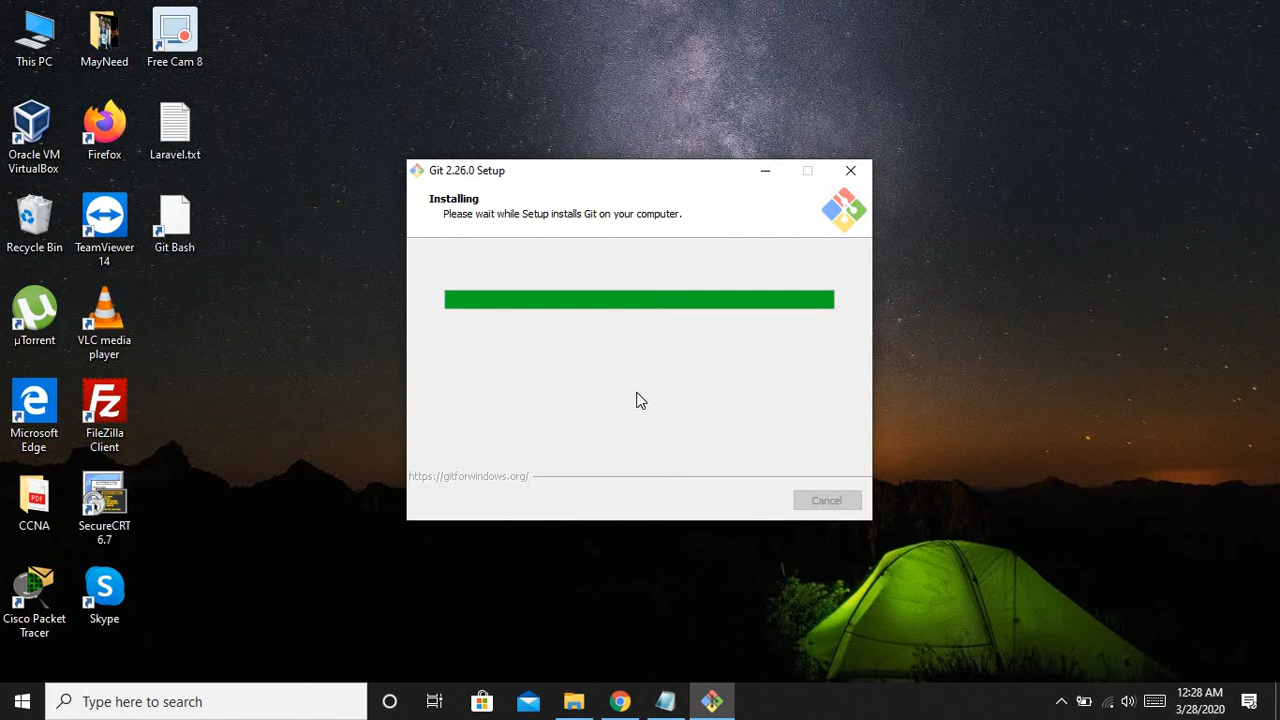 This PC
MayNeed
Free Cam 8
Oracle VM
VirtualBox
Firefox
Laravel.txt
Recycle Bin
TeamViewer
14
Git Bash
µTorrent
VLC media
player
Microsoft
Edge
FileZilla
Client
PDF
CCNA
SecureCRT
6.7
Cisco Packet
Tracer
Skype
Git 2.26.0 Setup
Installing
Please wait while Setup installs Git on your computer.
https://gitforwindows.org/
Cancel
Type here to search
:28 AM
3/28/2020